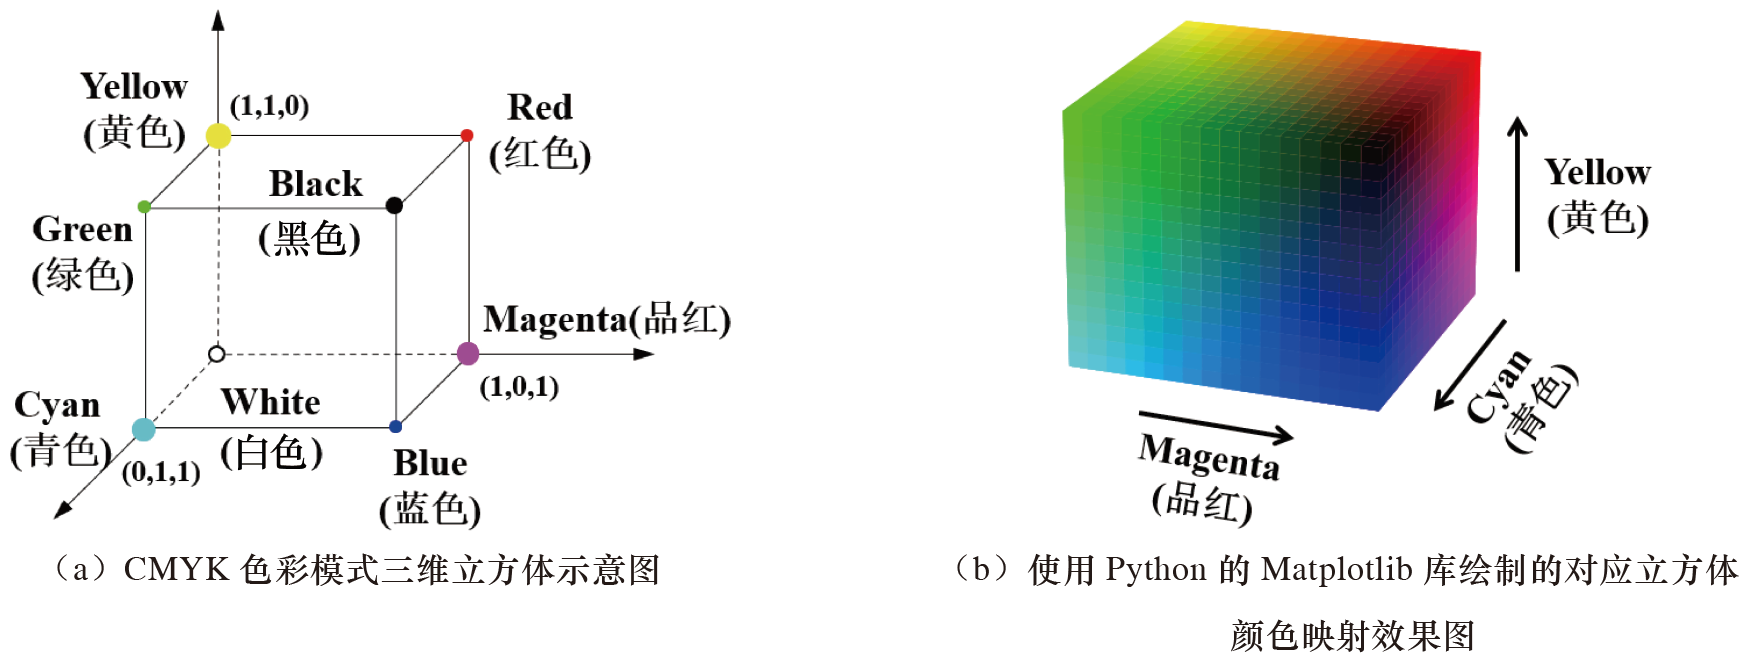 Yellow
(黄色)
(1,1,0)
Red
(红色)
Black
(黑色)
Green
(绿色)
Magenta(品红)
(1,0,1)
Cyan
(青色)
(0,1,1)
White
(白色)
Blue
(蓝色)
（a）CMYK 色彩模式三维立方体示意图
Yellow
(黄色)
Cyan
(青色)
Magenta
(品红)
（b）使用 Python 的 Matplotlib 库绘制的对应立方体
颜色映射效果图